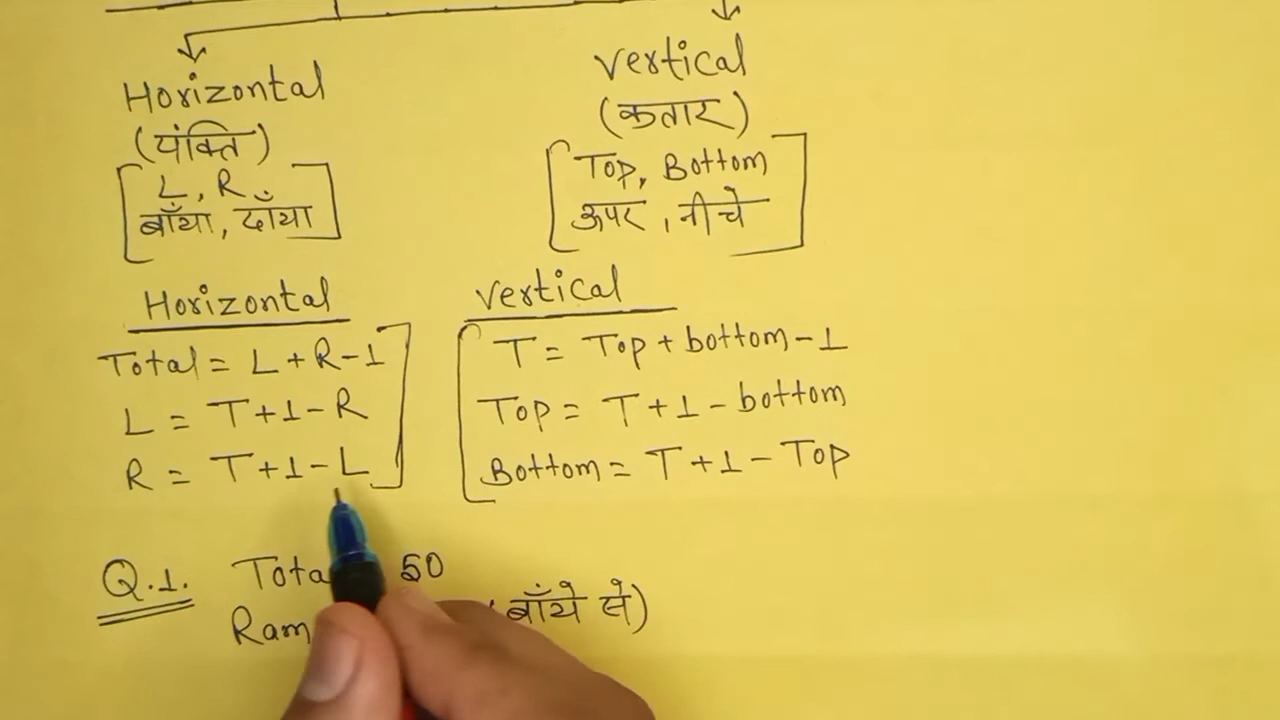 Horizontal
(पंक्ति)
L, R
बाँया, दाँया
Vertical
(कतार)
Top, Bottom
ऊपर, नीचे
Horizontal
Total = L + R - 1
L = T + 1 - R
R = T + 1 - L
Vertical
T = Top + bottom - 1
Top = T + 1 - bottom
Bottom = T + 1 - Top
Q.1. 50
Ram बाँये से)